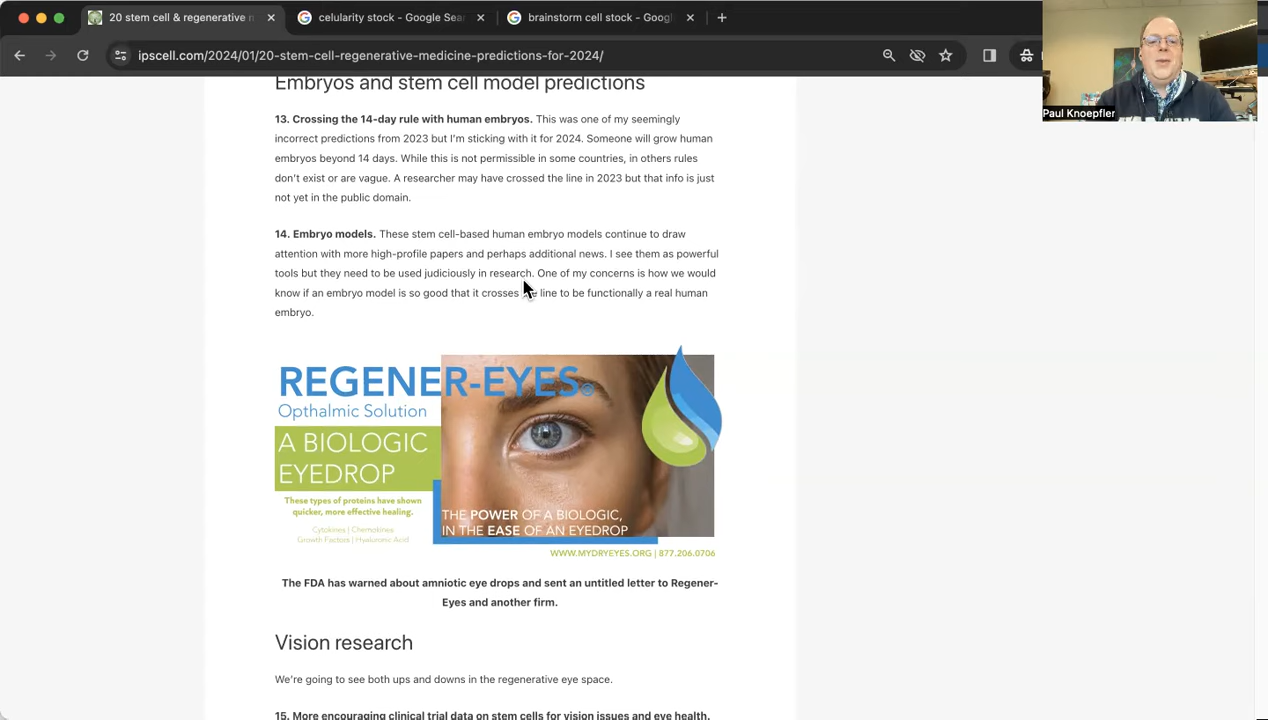 20 stem cell & regenerative n
celularity stock - Google Sear
brainstorm cell stock - Googl
ipscell.com/2024/01/20-stem-cell-regenerative-medicine-predictions-for-2024/
Paul Knoepfler
Embryos and stem cell model predictions
13. Crossing the 14-day rule with human embryos. This was one of my seemingly
incorrect predictions from 2023 but I'm sticking with it for 2024. Someone will grow human
embryos beyond 14 days. While this is not permissible in some countries, in others rules
don't exist or are vague. A researcher may have crossed the line in 2023 but that info is just
not yet in the public domain.
14. Embryo models. These stem cell-based human embryo models continue to draw
attention with more high-profile papers and perhaps additional news. I see them as powerful
tools but they need to be used judiciously in research. One of my concerns is how we would
know if an embryo model is so good that it crosses line to be functionally a real human
embryo.
REGENER-EYES®
Opthalmic Solution
A BIOLOGIC
EYEDROP
These types of proteins have shown
quicker, more effective healing.
Cytokines | Chemokines
Growth Factors | Hyaluronic Acid
THE POWER OF A BIOLOGIC,
IN THE EASE OF AN EYEDROP
WWW.MYDRYEYES.ORG | 877.206.0706
The FDA has warned about amniotic eye drops and sent an untitled letter to Regener-
Eyes and another firm.
Vision research
We're going to see both ups and downs in the regenerative eye space.
15. More encouraging clinical trial data on stem cells for vision issues and eye health.